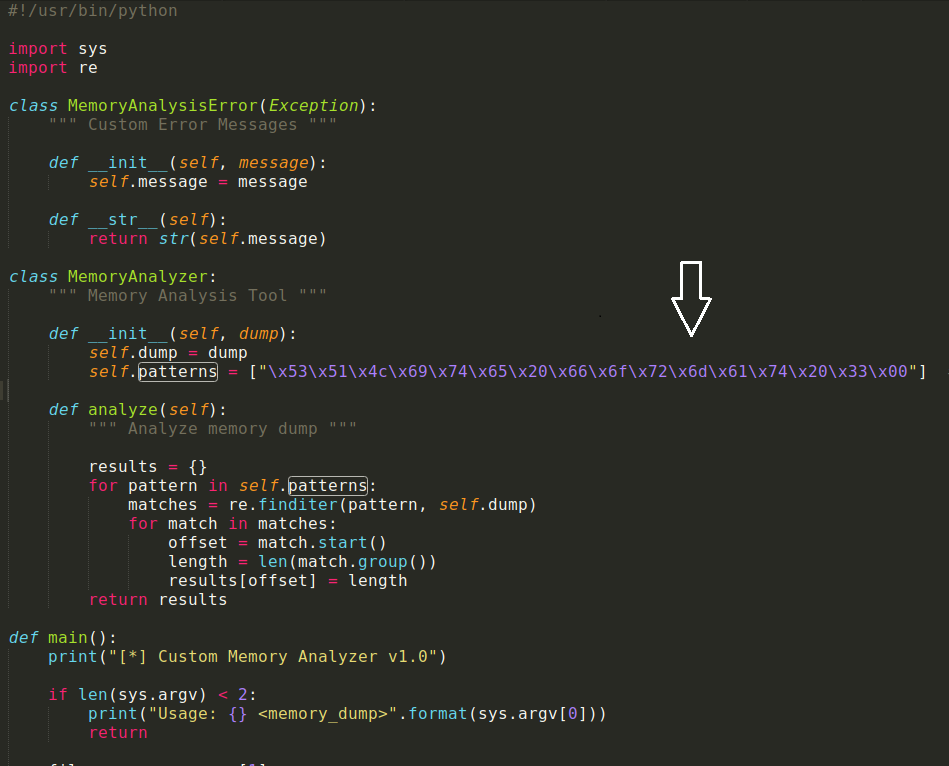 #!/usr/bin/python
import sys
import re
class MemoryAnalysisError(Exception):
""" Custom Error Messages """
def __init__(self, message):
self.message = message
def __str__(self):
return str(self.message)
class MemoryAnalyzer:
""" Memory Analysis Tool """
def __init__(self, dump):
self.dump = dump
self.patterns = ["\x53\x51\x4c\x69\x74\x65\x20\x66\x6f\x72\x6d\x61\x74\x20\x33\x00"]
def analyze(self):
""" Analyze memory dump """
results = {}
for pattern in self.patterns:
matches = re.finditer(pattern, self.dump)
for match in matches:
offset = match.start()
length = len(match.group())
results[offset] = length
return results
def main():
print("[*] Custom Memory Analyzer v1.0")
if len(sys.argv) < 2:
print("Usage: {} <memory_dump>".format(sys.argv[0]))
return